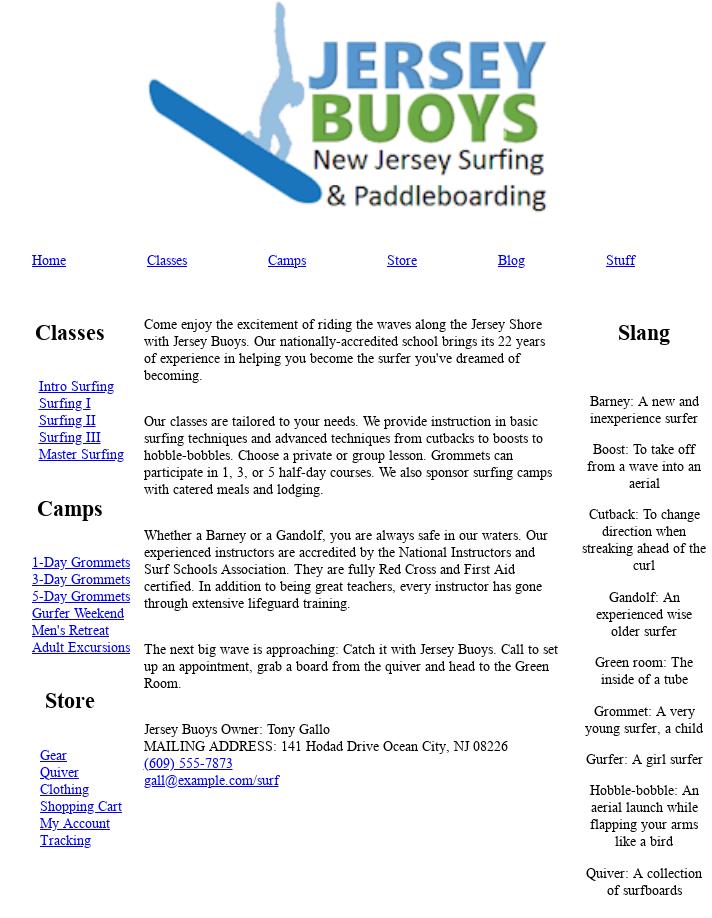 JERSEY
BUOYS
New Jersey Surfing
& Paddleboarding
Home
Classes
Camps
Store
Blog
Stuff
Classes
Intro Surfing
Surfing I
Surfing II
Surfing III
Master Surfing
Camps
1-Day Grommets
3-Day Grommets
5-Day Grommets
Gurfer Weekend
Men's Retreat
Adult Excursions
Store
Gear
Quiver
Clothing
Shopping Cart
My Account
Tracking
Come enjoy the excitement of riding the waves along the Jersey Shore
with Jersey Buoys. Our nationally-accredited school brings its 22 years
of experience in helping you become the surfer you've dreamed of
becoming.
Our classes are tailored to your needs. We provide instruction in basic
surfing techniques and advanced techniques from cutbacks to boosts to
hobble-bobbles. Choose a private or group lesson. Grommets can
participate in 1, 3, or 5 half-day courses. We also sponsor surfing camps
with catered meals and lodging.
Whether a Barney or a Gandolf, you are always safe in our waters. Our
experienced instructors are accredited by the National Instructors and
Surf Schools Association. They are fully Red Cross and First Aid
certified. In addition to being great teachers, every instructor has gone
through extensive lifeguard training.
The next big wave is approaching: Catch it with Jersey Buoys. Call to set
up an appointment, grab a board from the quiver and head to the Green
Room.
Jersey Buoys Owner: Tony Gallo
MAILING ADDRESS: 141 Hodad Drive Ocean City, NJ 08226
(609) 555-7873
gall@example.com/surf
Slang
Barney: A new and
inexperience surfer
Boost: To take off
from a wave into an
aerial
Cutback: To change
direction when
streaking ahead of the
curl
Gandolf: An
experienced wise
older surfer
Green room: The
inside of a tube
Grommet: A very
young surfer, a child
Gurfer: A girl surfer
Hobble-bobble: An
aerial launch while
flapping your arms
like a bird
Quiver: A collection
of surfboards